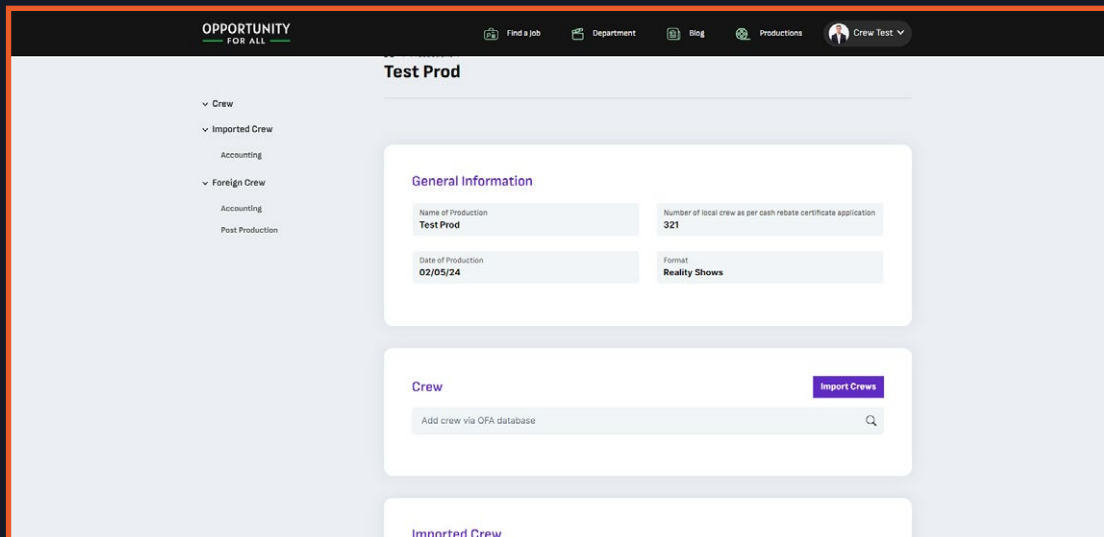 OPPORTUNITY
FOR ALL
Find a Job
Department
Blog
Productions
Crew Test
Test Prod
Crew
Imported Crew
Accounting
Foreign Crew
Accounting
Post Production
General Information
Name of Production
Test Prod
Number of local crew as per cash rebate certificate application
321
Date of Production
02/05/24
Format
Reality Shows
Crew
Import Crews
Add crew via OFA database
Imported Crew